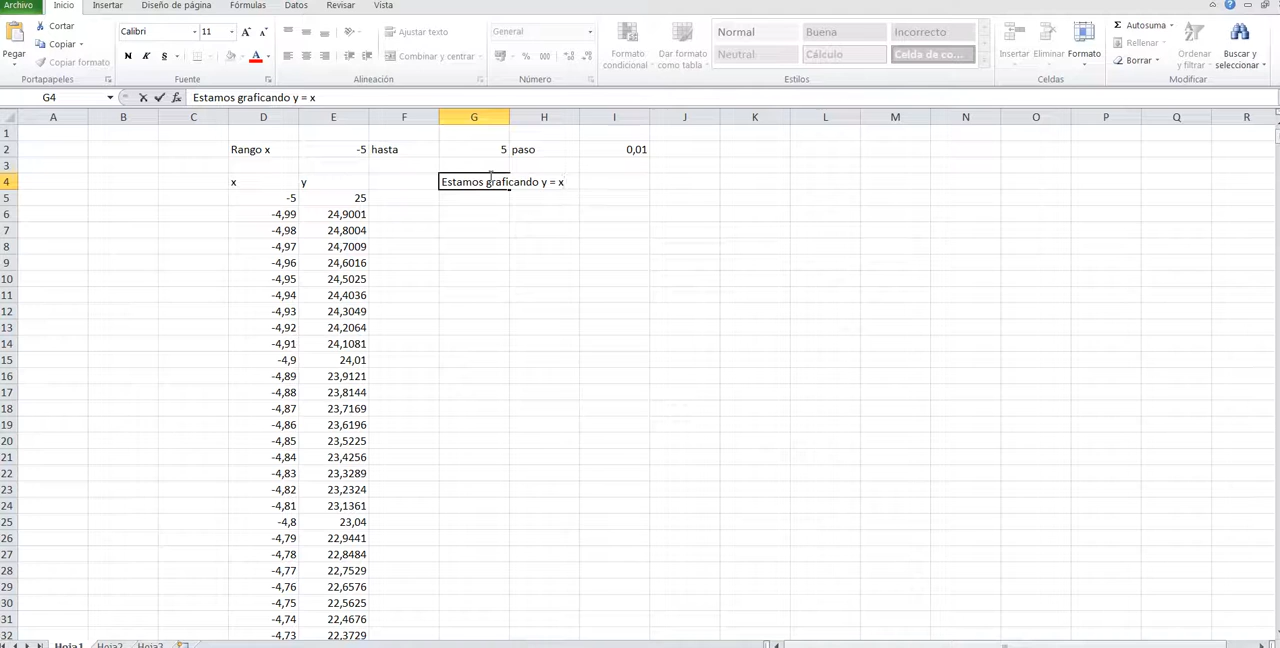 Archivo Inicio Insertar Diseño de página Fórmulas Datos Revisar Vista
Pegar
Cortar
Copiar
Copiar formato
Portapapeles
Calibri 11
N K S
Fuente
Ajustar texto
Combinar y centrar
Alineación
General
% 000
Número
Formato condicional
Dar formato como tabla
Normal Buena Incorrecto
Neutral Cálculo Celda de co...
Estilos
Insertar Eliminar Formato
Celdas
Σ Autosuma
Rellenar
Borrar
Ordenar y filtrar
Buscar y seleccionar
Modificar
G4 fx Estamos graficando y = x
A B C D E F G H I J K L M N O P Q R
1
2 Rango x -5 hasta 5 paso 0,01
3
4 x y Estamos graficando y = x
5 -5 25
6 -4,99 24,9001
7 -4,98 24,8004
8 -4,97 24,7009
9 -4,96 24,6016
10 -4,95 24,5025
11 -4,94 24,4036
12 -4,93 24,3049
13 -4,92 24,2064
14 -4,91 24,1081
15 -4,9 24,01
16 -4,89 23,9121
17 -4,88 23,8144
18 -4,87 23,7169
19 -4,86 23,6196
20 -4,85 23,5225
21 -4,84 23,4256
22 -4,83 23,3289
23 -4,82 23,2324
24 -4,81 23,1361
25 -4,8 23,04
26 -4,79 22,9441
27 -4,78 22,8484
28 -4,77 22,7529
29 -4,76 22,6576
30 -4,75 22,5625
31 -4,74 22,4676
32 -4,73 22,3729
Hoja1 Hoja2 Hoja3